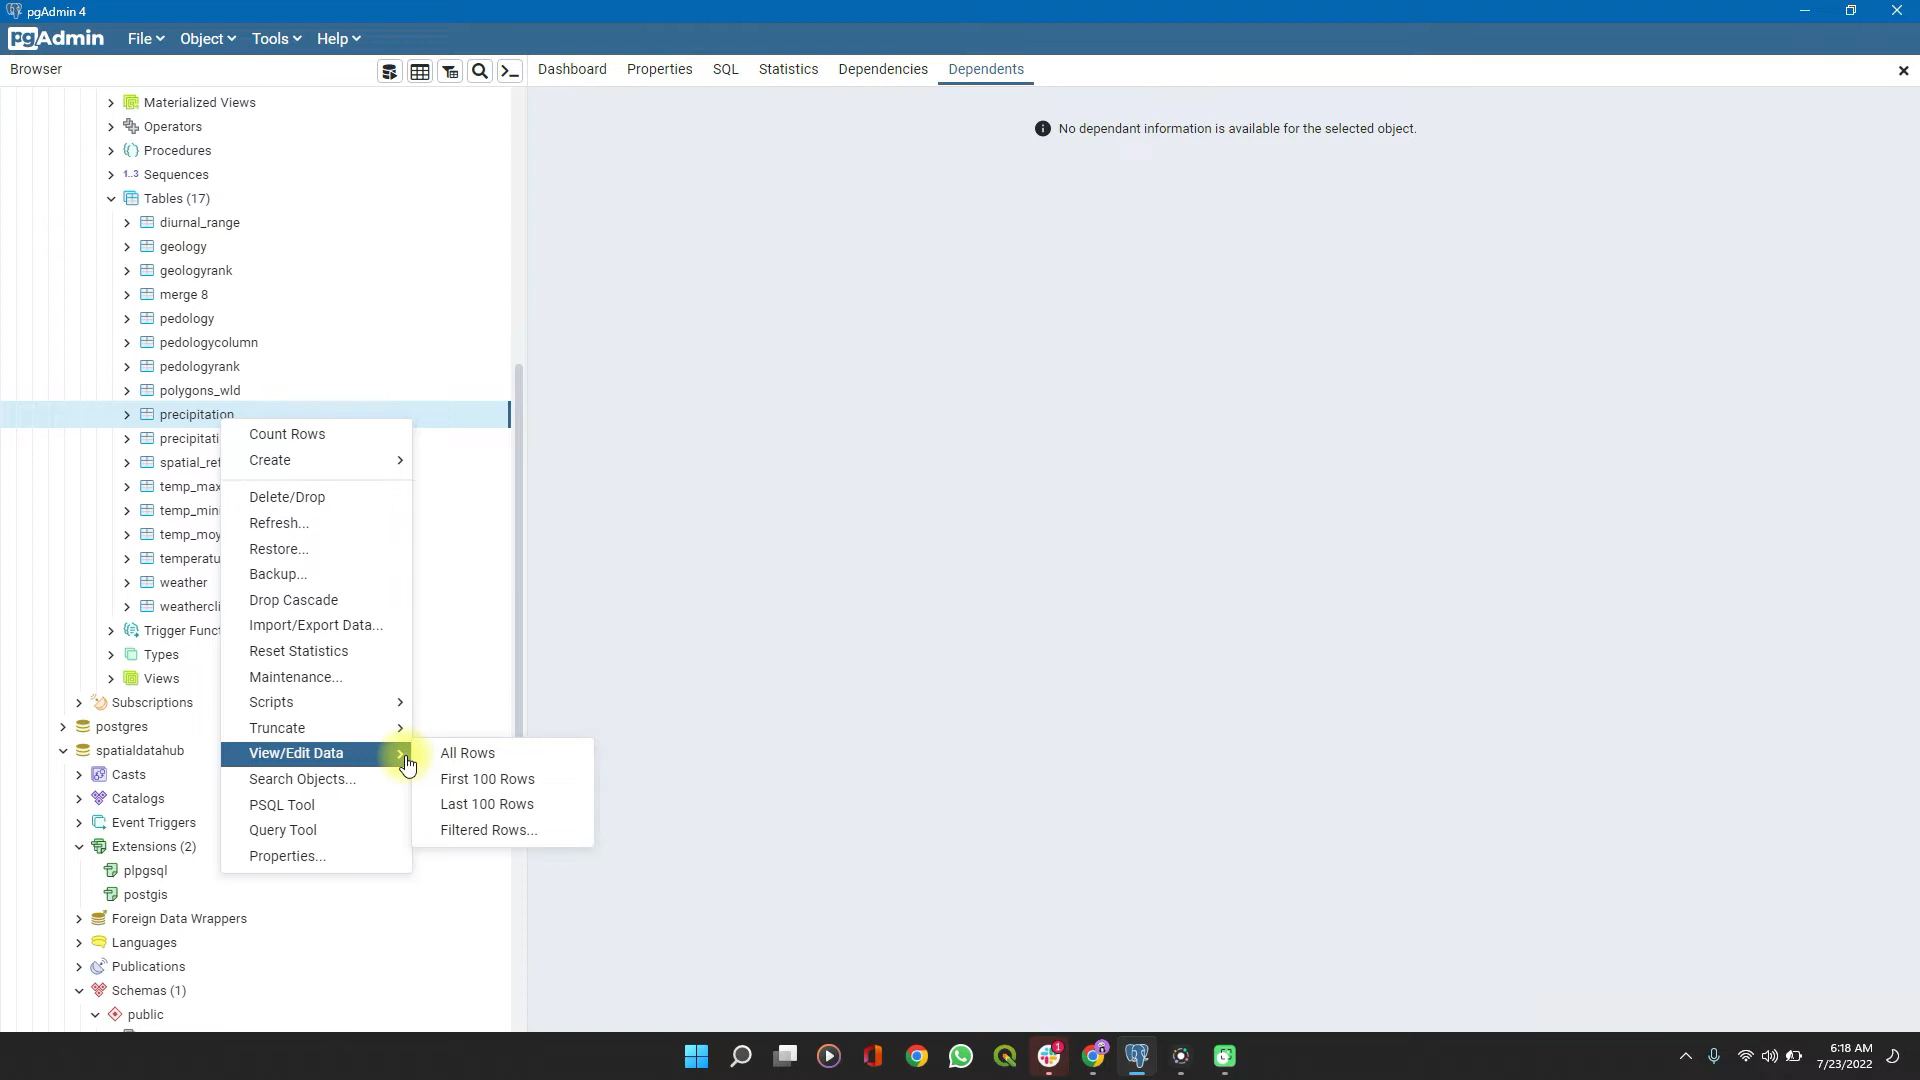 pgAdmin 4
pgAdmin File Object Tools Help
Browser Dashboard Properties SQL Statistics Dependencies Dependents
No dependant information is available for the selected object.
Materialized Views
Operators
Procedures
1..3 Sequences
Tables (17)
diurnal_range
geology
geologyrank
merge 8
pedology
pedologycolumn
pedologyrank
polygons_wld
precipitation
precipitati
spatial_ref
temp_max
temp_mini
temp_moy
temperatu
weather
weathercli
Trigger Funct
Types
Views
Subscriptions
postgres
spatialdatahub
Casts
Catalogs
Event Triggers
Extensions (2)
plpgsql
postgis
Foreign Data Wrappers
Languages
Publications
Schemas (1)
public
Count Rows
Create
Delete/Drop
Refresh...
Restore...
Backup...
Drop Cascade
Import/Export Data...
Reset Statistics
Maintenance...
Scripts
Truncate
View/Edit Data
Search Objects...
PSQL Tool
Query Tool
Properties...
All Rows
First 100 Rows
Last 100 Rows
Filtered Rows...
1
6:18 AM
7/23/2022